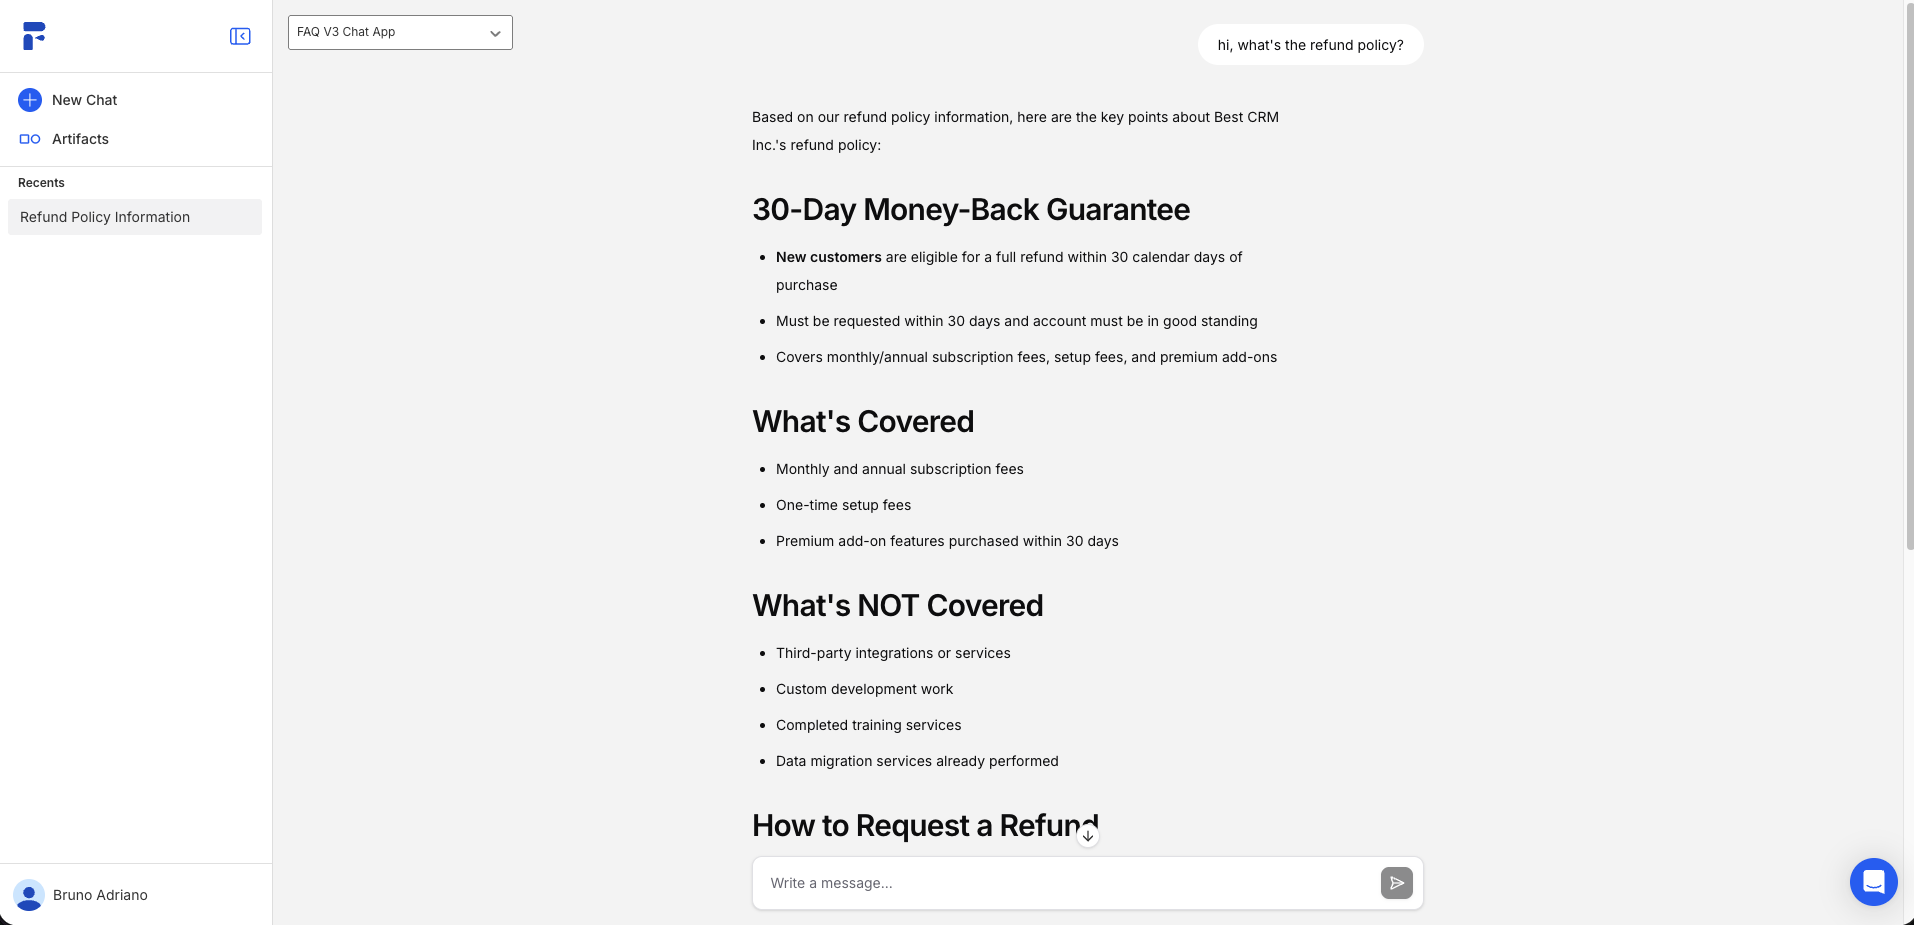 FAQ V3 Chat App
New Chat
Artifacts
Recents
Refund Policy Information
Bruno Adriano
hi, what's the refund policy?
Based on our refund policy information, here are the key points about Best CRM
Inc.'s refund policy:
30-Day Money-Back Guarantee
New customers are eligible for a full refund within 30 calendar days of
purchase
Must be requested within 30 days and account must be in good standing
Covers monthly/annual subscription fees, setup fees, and premium add-ons
What's Covered
Monthly and annual subscription fees
One-time setup fees
Premium add-on features purchased within 30 days
What's NOT Covered
Third-party integrations or services
Custom development work
Completed training services
Data migration services already performed
How to Request a Refund
Write a message...